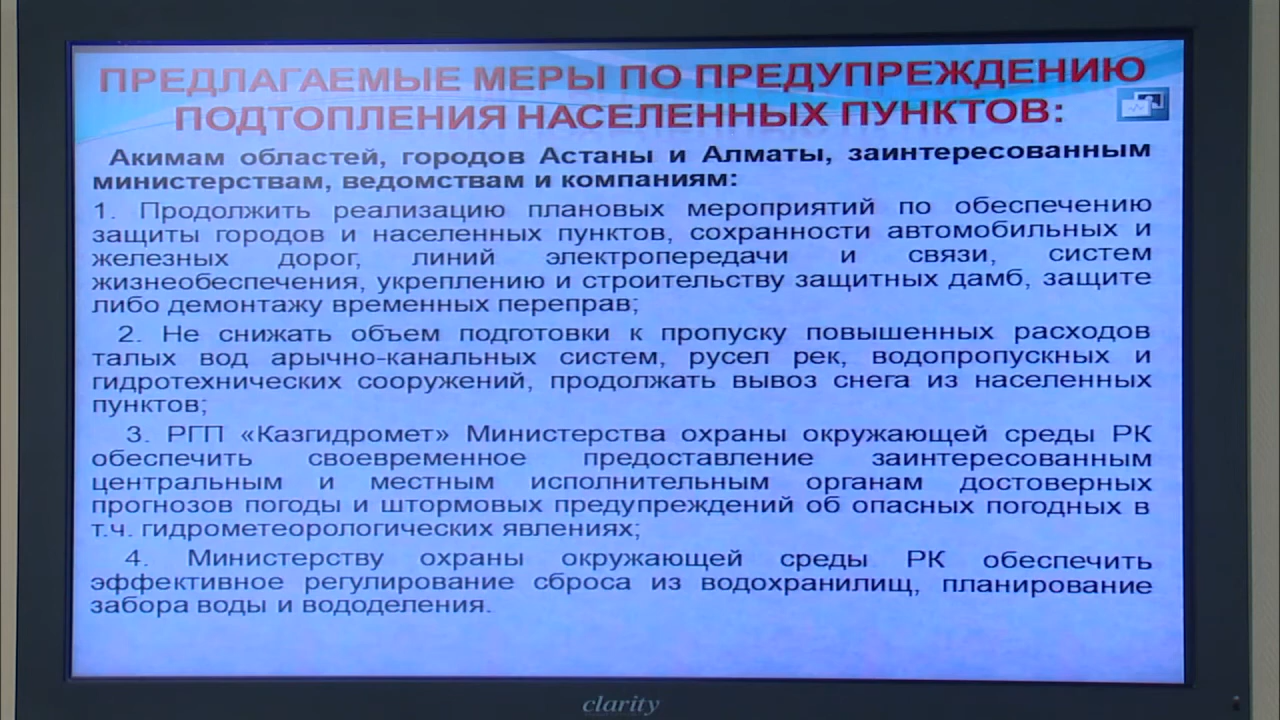 ПРЕДЛАГАЕМЫЕ МЕРЫ ПО ПРЕДУПРЕЖДЕНИЮ
ПОДТОПЛЕНИЯ НАСЕЛЕННЫХ ПУНКТОВ:
Акимам областей, городов Астаны и Алматы, заинтересованным
министерствам, ведомствам и компаниям:
1. Продолжить реализацию плановых мероприятий по обеспечению
защиты городов и населенных пунктов, сохранности автомобильных и
железных дорог, линий электропередачи и связи, систем
жизнеобеспечения, укреплению и строительству защитных дамб, защите
либо демонтажу временных переправ;
2. Не снижать объем подготовки к пропуску повышенных расходов
талых вод арычно-канальных систем, русел рек, водопропускных и
гидротехнических сооружений, продолжать вывоз снега из населенных
пунктов;
3. РГП «Казгидромет» Министерства охраны окружающей среды РК
обеспечить своевременное предоставление заинтересованным
центральным и местным исполнительным органам достоверных
прогнозов погоды и штормовых предупреждений об опасных погодных в
т.ч. гидрометеорологических явлениях;
4. Министерству охраны окружающей среды РК обеспечить
эффективное регулирование сброса из водохранилищ, планирование
забора воды и вододеления.
clarity